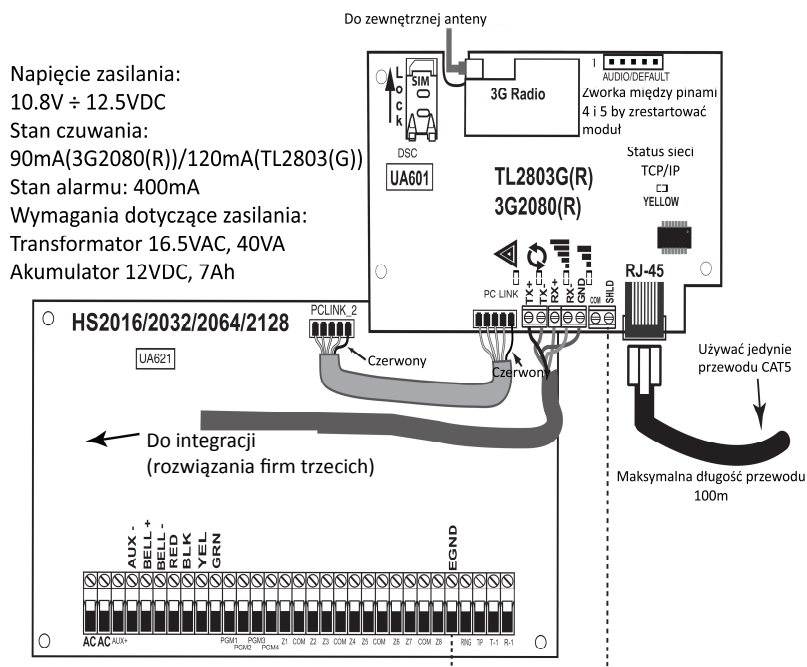 Do zewnętrznej anteny
Napięcie zasilania:
10.8V ÷ 12.5VDC
Stan czuwania:
90mA(3G2080(R))/120mA(TL2803(G))
Stan alarmu: 400mA
Wymagania dotyczące zasilania:
Transformator 16.5VAC, 40VA
Akumulator 12VDC, 7Ah
Lock
SIM
3G Radio
1
AUDIO/DEFAULT
Zworka między pinami
4 i 5 by zrestartować
moduł
DSC
UA601
TL2803G(R)
3G2080(R)
Status sieci
TCP/IP
YELLOW
RJ-45
PC LINK
TX+
TX-
RX+
RX-
GND
COM
SHLD
HS2016/2032/2064/2128
PCLINK_2
UA621
Czerwony
Czerwony
Używać jedynie
przewodu CAT5
Do integracji
(rozwiązania firm trzecich)
Maksymalna długość przewodu
100m
AUX -
BELL +
BELL -
RED
BLK
YEL
GRN
EGND
AC AC AUX+
PGM1 PGM2 PGM3 PGM4 Z1 COM Z2 Z3 COM Z4 Z5 COM Z6 Z7 COM Z8 RING TP T-1 R-1